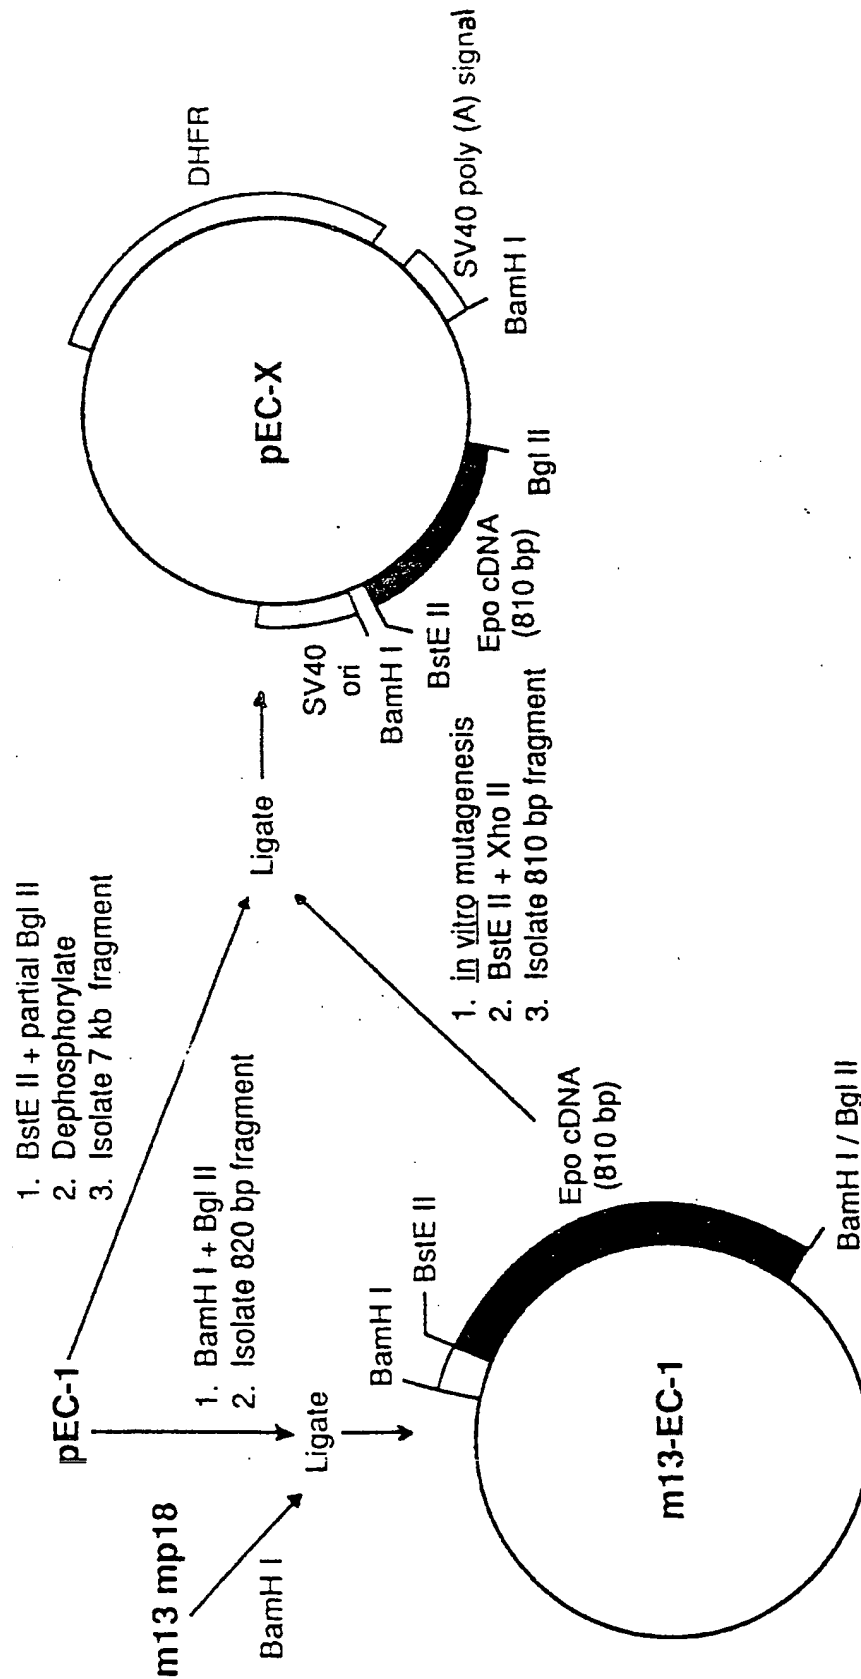 m13 mp18
BamH I
pEC-1
1. BamH I + Bgl II
2. Isolate 820 bp fragment
Ligate
1. BstE II + partial Bgl II
2. Dephosphorylate
3. Isolate 7 kb fragment
Ligate
m13-EC-1
BamH I
BstE II
Epo cDNA
(810 bp)
BamH I / Bgl II
1. in vitro mutagenesis
2. BstE II + Xho II
3. Isolate 810 bp fragment
pEC-X
DHFR
SV40 poly (A) signal
BamH I
Bgl II
Epo cDNA
(810 bp)
BstE II
BamH I
SV40
ori